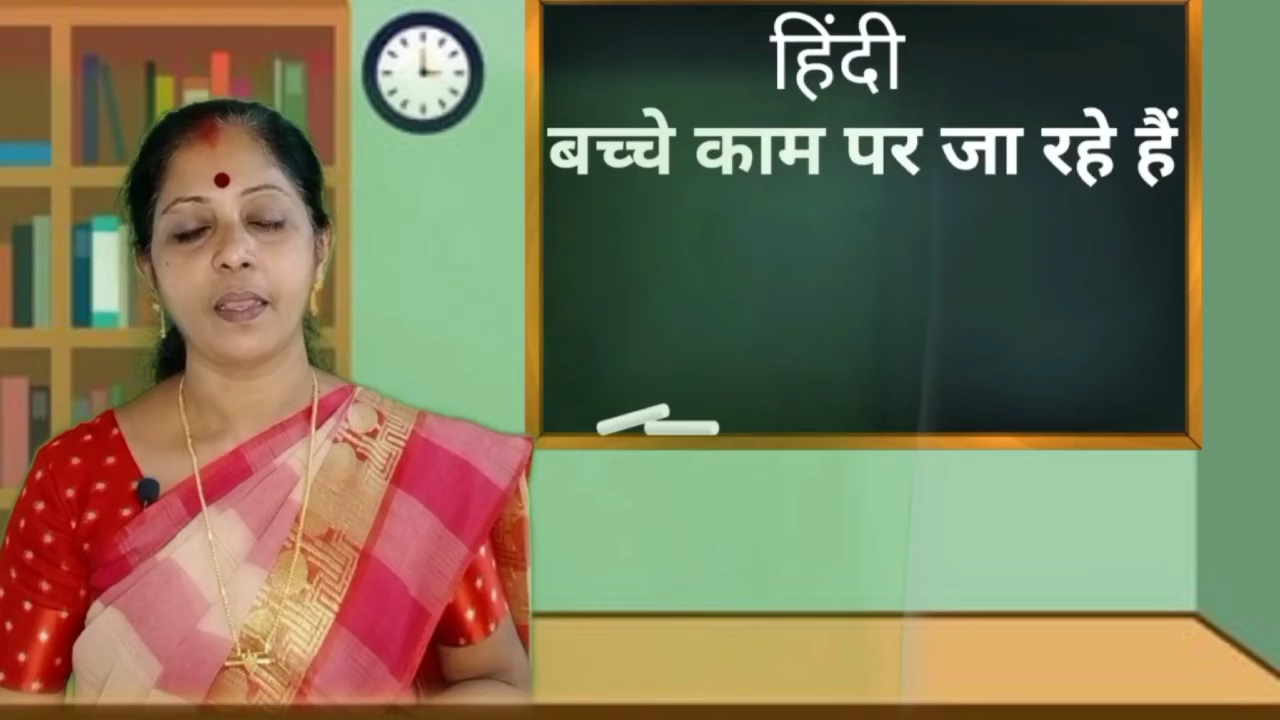 हिंदी
बच्चे काम पर जा रहे हैं